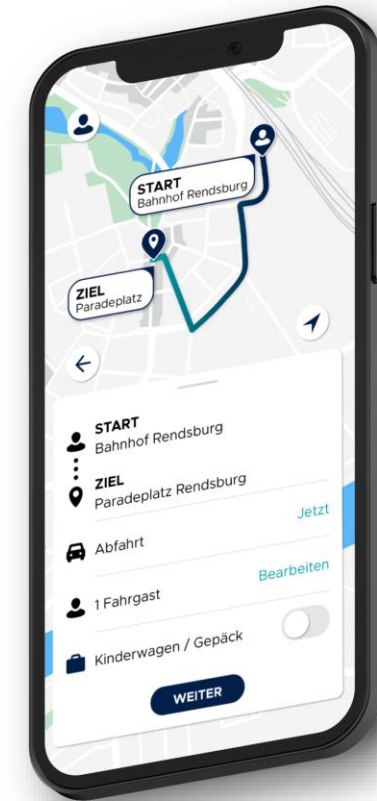 START
Bahnhof Rendsburg
ZIEL
Paradeplatz
START
Bahnhof Rendsburg
ZIEL
Paradeplatz Rendsburg
Abfahrt
Jetzt
1 Fahrgast
Bearbeiten
Kinderwagen / Gepäck
WEITER